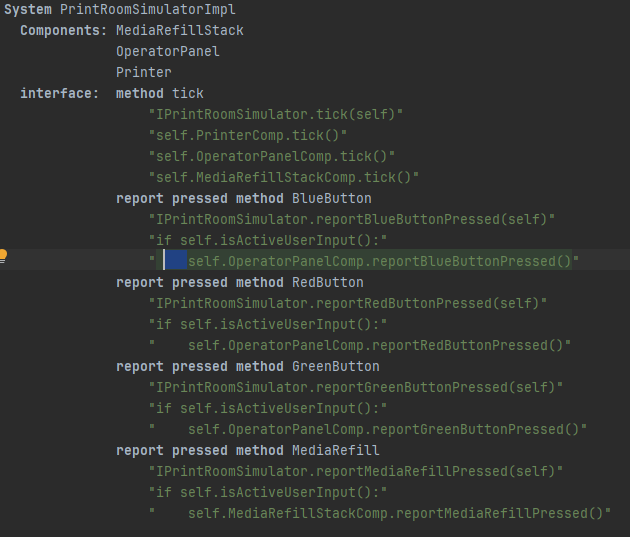 System PrintRoomSimulatorImpl
  Components: MediaRefillStack
              OperatorPanel
              Printer
  interface:  method tick
                  "IPrintRoomSimulator.tick(self)"
                  "self.PrinterComp.tick()"
                  "self.OperatorPanelComp.tick()"
                  "self.MediaRefillStackComp.tick()"
              report pressed method BlueButton
                  "IPrintRoomSimulator.reportBlueButtonPressed(self)"
                  "if self.isActiveUserInput():"
                  "    self.OperatorPanelComp.reportBlueButtonPressed()"
              report pressed method RedButton
                  "IPrintRoomSimulator.reportRedButtonPressed(self)"
                  "if self.isActiveUserInput():"
                  "    self.OperatorPanelComp.reportRedButtonPressed()"
              report pressed method GreenButton
                  "IPrintRoomSimulator.reportGreenButtonPressed(self)"
                  "if self.isActiveUserInput():"
                  "    self.OperatorPanelComp.reportGreenButtonPressed()"
              report pressed method MediaRefill
                  "IPrintRoomSimulator.reportMediaRefillPressed(self)"
                  "if self.isActiveUserInput():"
                  "    self.MediaRefillStackComp.reportMediaRefillPressed()"